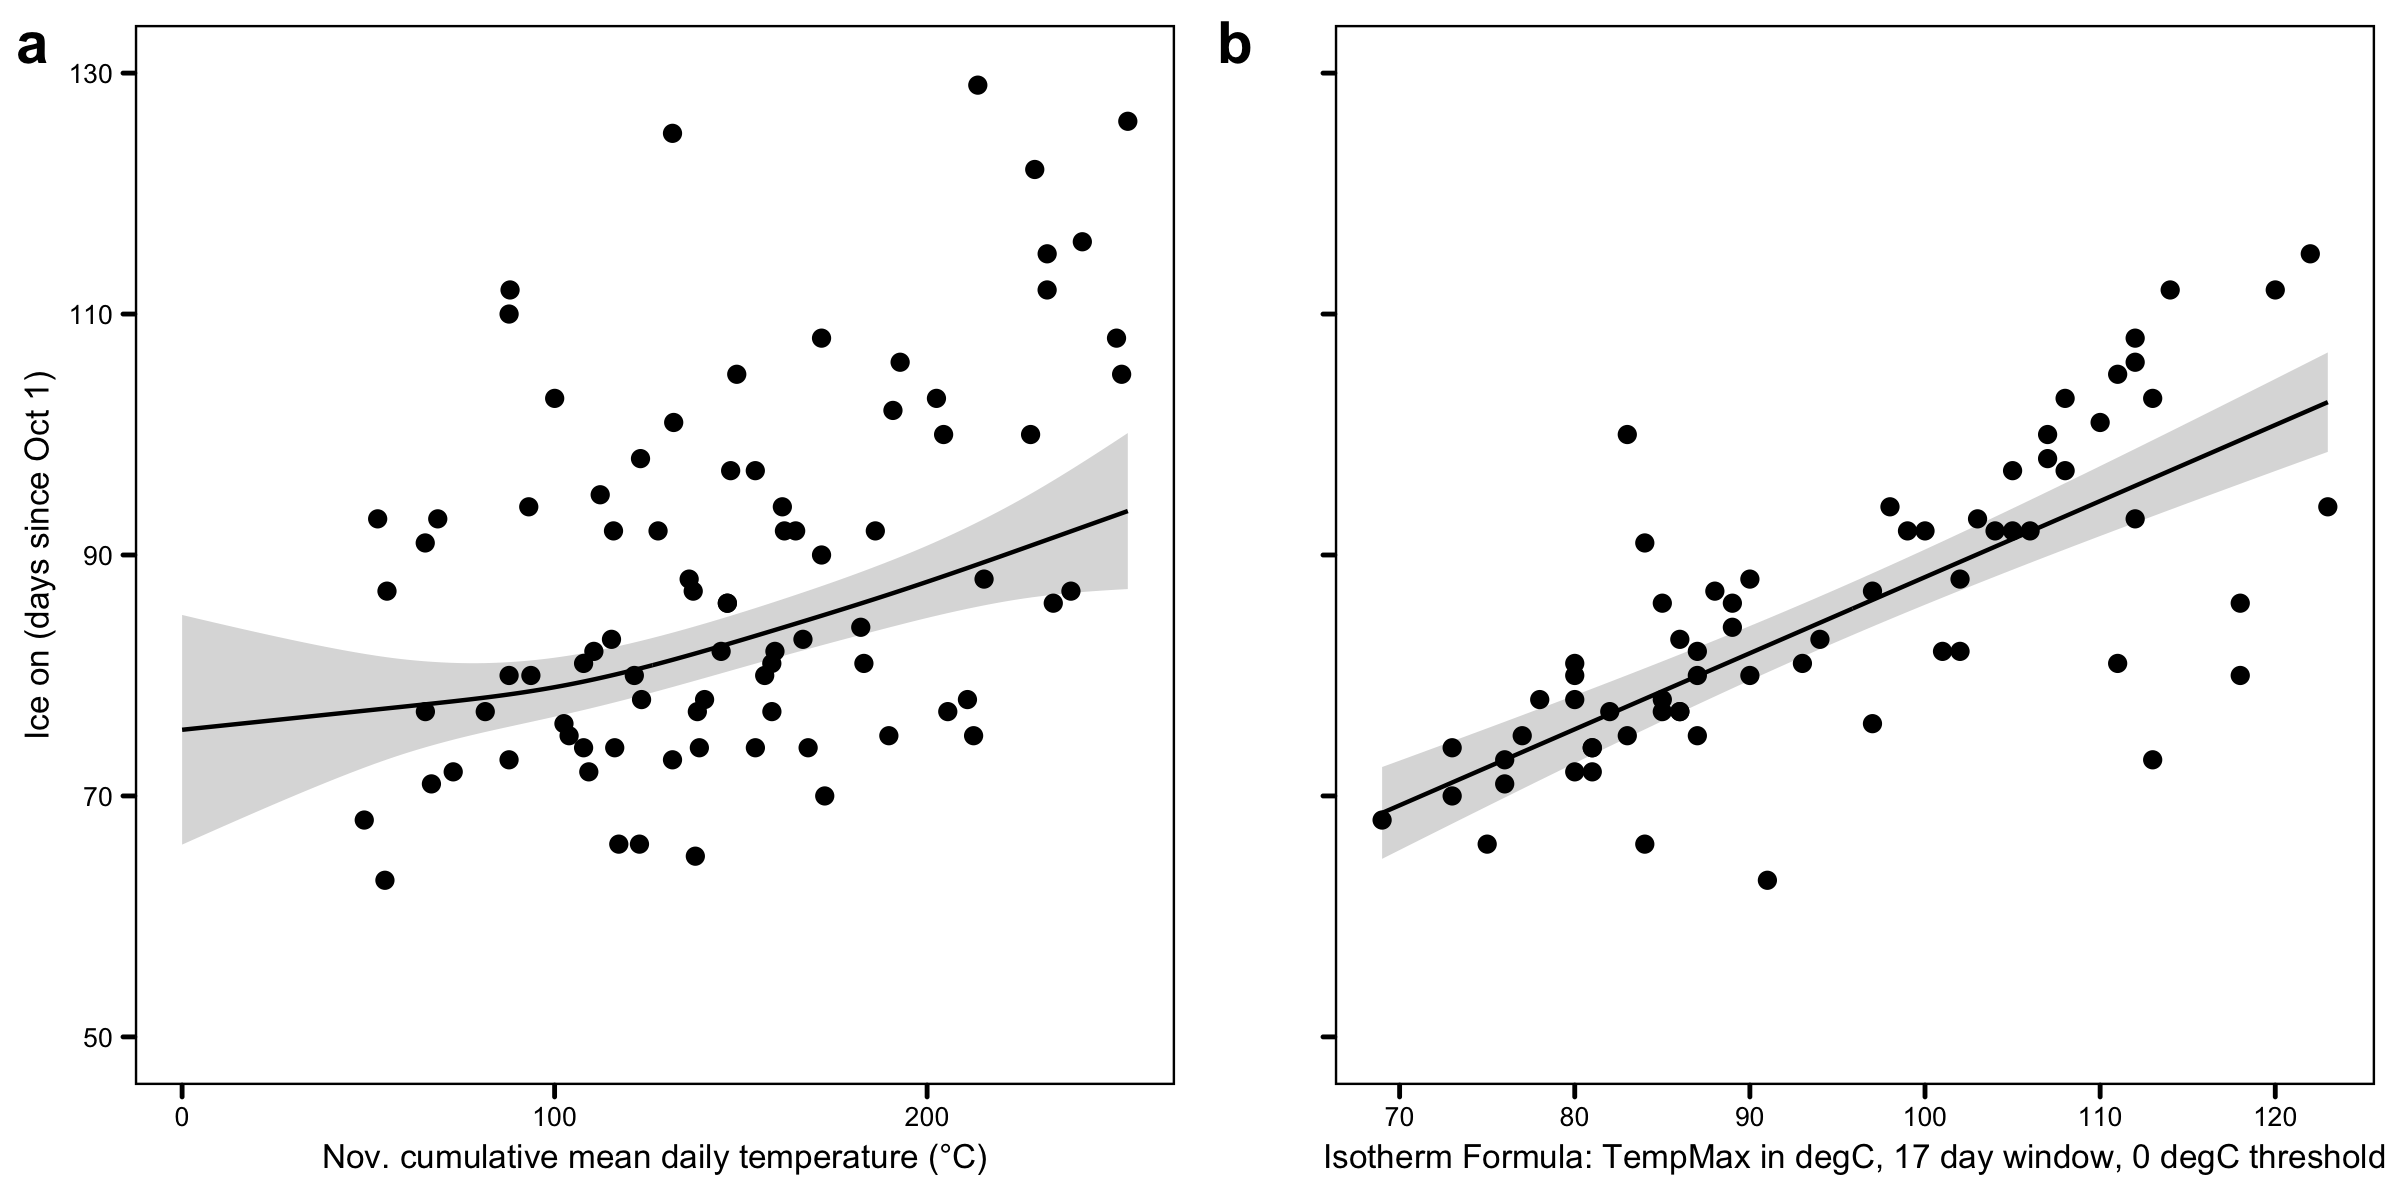 a
130
110
90
70
50
Ice on (days since Oct 1)
0 100 200
Nov. cumulative mean daily temperature (°C)
b
70 80 90 100 110 120
Isotherm Formula: TempMax in degC, 17 day window, 0 degC threshold